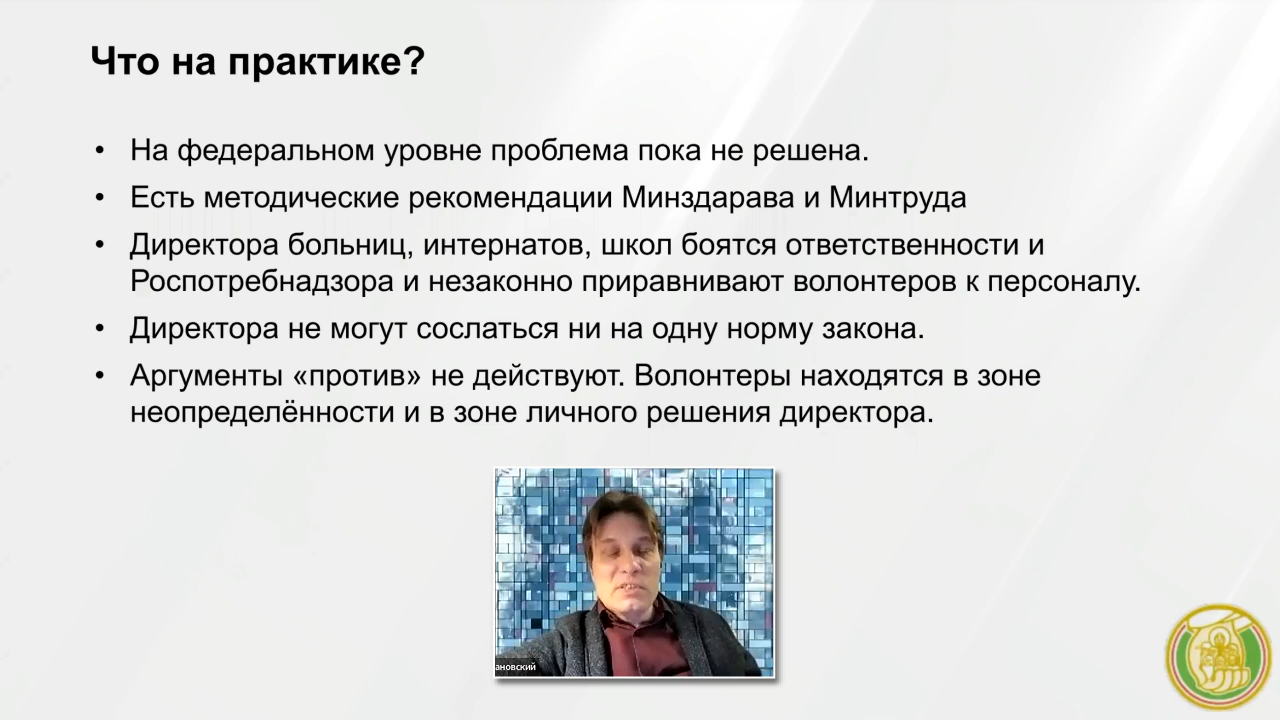 Что на практике?
• На федеральном уровне проблема пока не решена.
• Есть методические рекомендации Минздарава и Минтруда
• Директора больниц, интернатов, школ боятся ответственности и
Роспотребнадзора и незаконно приравнивают волонтеров к персоналу.
• Директора не могут сослаться ни на одну норму закона.
• Аргументы «против» не действуют. Волонтеры находятся в зоне
неопределённости и в зоне личного решения директора.
ановский